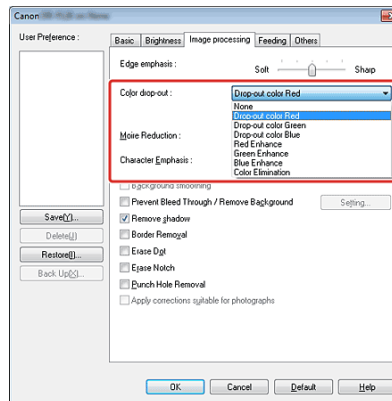 Canon
User Preference :
Basic Brightness Image processing Feeding Others
Edge emphasis :
Soft Sharp
Color drop-out :
Drop-out color Red
None
Drop-out color Red
Drop-out color Green
Drop-out color Blue
Red Enhance
Green Enhance
Blue Enhance
Color Elimination
Moire Reduction :
Character Emphasis :
Background smoothing
Prevent Bleed Through / Remove Background
Setting...
Remove shadow
Border Removal
Erase Dot
Erase Notch
Punch Hole Removal
Apply corrections suitable for photographs
Save(Y)...
Delete(J)
Restore(I)...
Back Up(X)...
OK Cancel Default Help